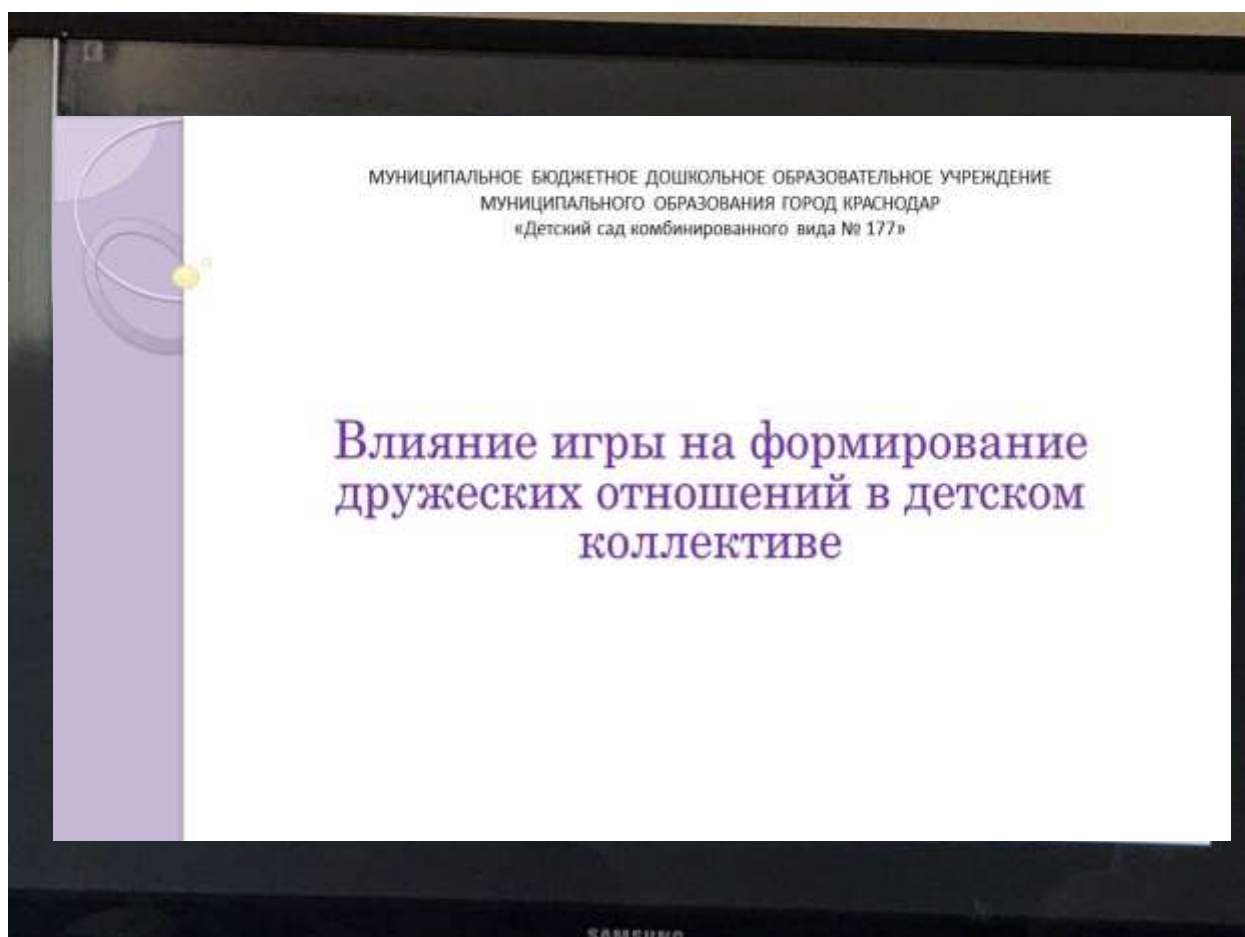 МУНИЦИПАЛЬНОЕ БЮДЖЕТНОЕ ДОШКОЛЬНОЕ ОБРАЗОВАТЕЛЬНОЕ УЧРЕЖДЕНИЕ
МУНИЦИПАЛЬНОГО ОБРАЗОВАНИЯ ГОРОД КРАСНОДАР
«Детский сад комбинированного вида № 177»
Влияние игры на формирование
дружеских отношений в детском
коллективе
SAMSUNG